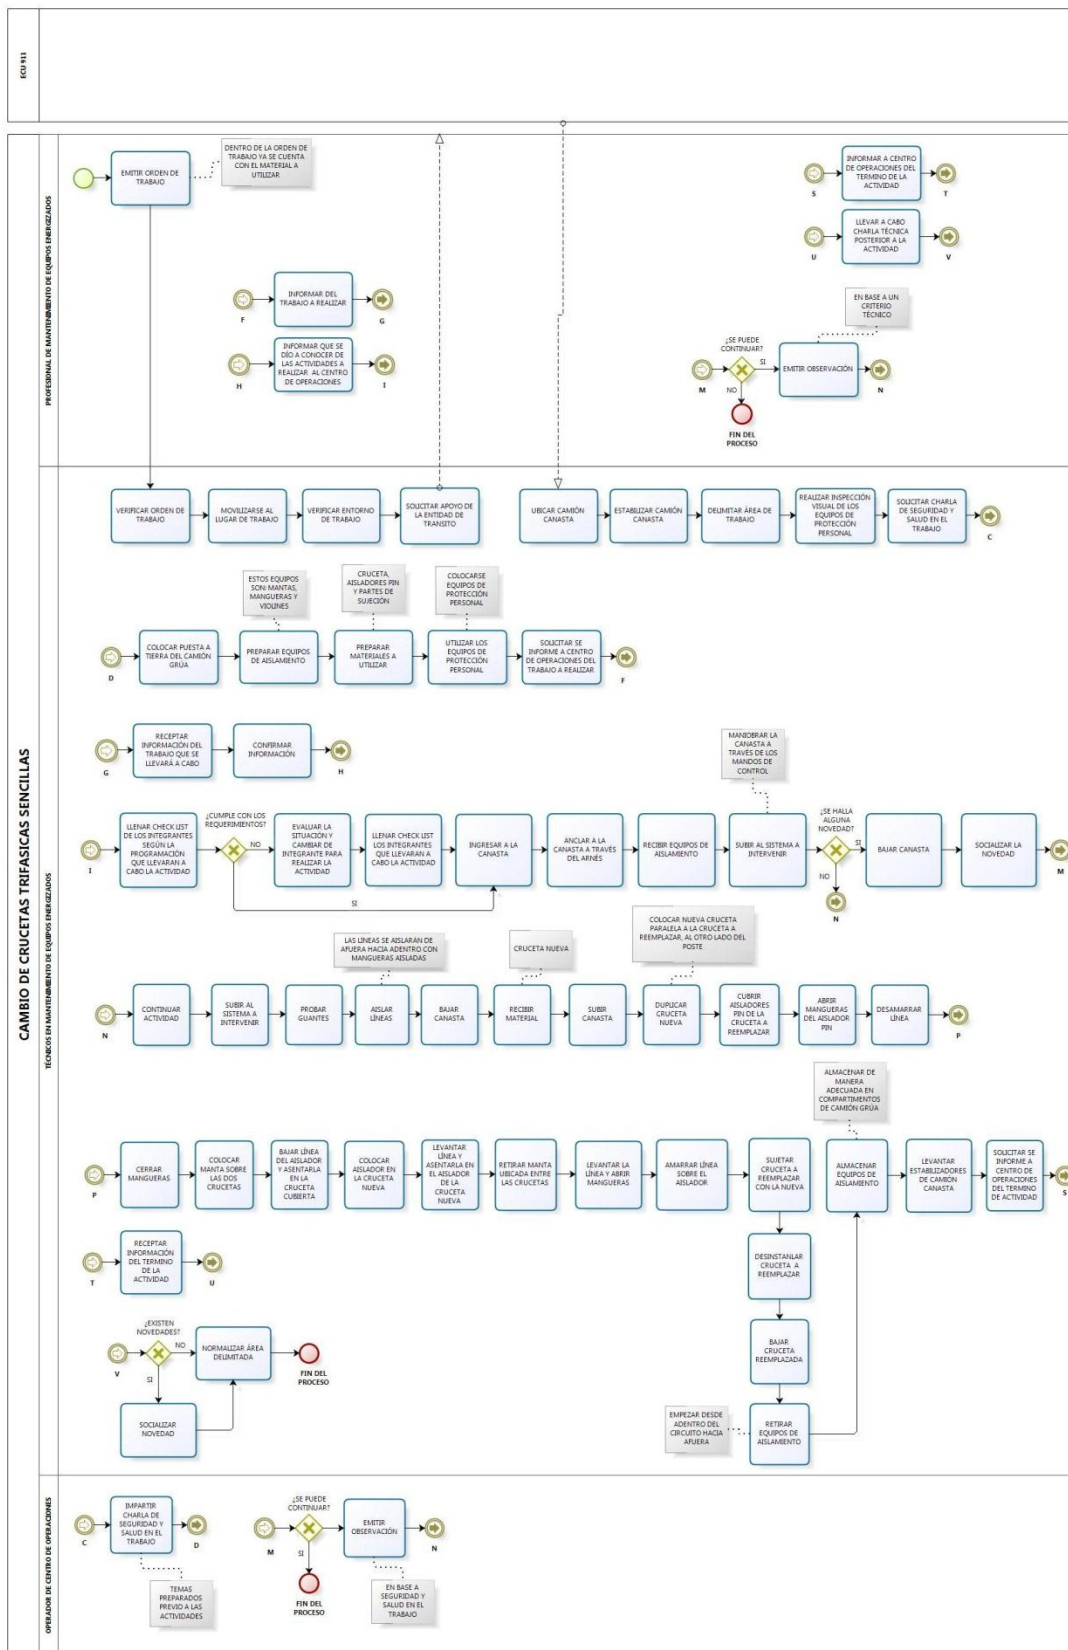 ECU 911
CAMBIO DE CRUCETAS TRIFASICAS SENCILLAS
PROFESIONAL DE MANTENIMIENTO DE EQUIPOS ENERGIZADOS
EMITIR ORDEN DE
TRABAJO
DENTRO DE LA ORDEN DE
TRABAJO YA SE CUENTA
CON EL MATERIAL A
UTILIZAR
S
INFORMAR A CENTRO
DE OPERACIONES DEL
TERMINO DE LA
ACTIVIDAD
T
U
LLEVAR A CABO
CHARLA TÉCNICA
POSTERIOR A LA
ACTIVIDAD
V
F
INFORMAR DEL
TRABAJO A REALIZAR
G
H
INFORMAR QUE SE
DÍO A CONOCER DE
LAS ACTIVIDADES A
REALIZAR AL CENTRO
DE OPERACIONES
I
EN BASE A UN
CRITERIO
TÉCNICO
M
¿SE PUEDE
CONTINUAR?
SI
NO
EMITIR OBSERVACIÓN
N
FIN DEL
PROCESO
TÉCNICOS EN MANTENIMIENTO DE EQUIPOS ENERGIZADOS
VERIFICAR ORDEN DE
TRABAJO
MOVILIZARSE AL
LUGAR DE TRABAJO
VERIFICAR ENTORNO
DE TRABAJO
SOLICITAR APOYO DE
LA ENTIDAD DE
TRANSITO
UBICAR CAMIÓN
CANASTA
ESTABILIZAR CAMIÓN
CANASTA
DELIMITAR ÁREA DE
TRABAJO
REALIZAR INSPECCIÓN
VISUAL DE LOS
EQUIPOS DE
PROTECCIÓN
PERSONAL
SOLICITAR CHARLA
DE SEGURIDAD Y
SALUD EN EL
TRABAJO
C
ESTOS EQUIPOS
SON: MANTAS,
MANGUERAS Y
VIOLINES
CRUCETA,
AISLADORES PIN
Y PARTES DE
SUJECIÓN
COLOCARSE
EQUIPOS DE
PROTECCIÓN
PERSONAL
D
COLOCAR PUESTA A
TIERRA DEL CAMIÓN
GRÚA
PREPARAR EQUIPOS
DE AISLAMIENTO
PREPARAR
MATERIALES A
UTILIZAR
UTILIZAR LOS
EQUIPOS DE
PROTECCIÓN
PERSONAL
SOLICITAR SE
INFORME A CENTRO
DE OPERACIONES DEL
TRABAJO A REALIZAR
F
G
RECEPTAR
INFORMACIÓN DEL
TRABAJO QUE SE
LLEVARÁ A CABO
CONFIRMAR
INFORMACIÓN
H
MANIOBRAR LA
CANASTA A
TRAVÉS DE LOS
MANDOS DE
CONTROL
I
LLENAR CHECK LIST
DE LOS INTEGRANTES
SEGÚN LA
PROGRAMACIÓN
QUE LLEVARAN A
CABO LA ACTIVIDAD
¿CUMPLE CON LOS
REQUERIMIENTOS?
NO
SI
EVALUAR LA
SITUACIÓN Y
CAMBIAR DE
INTEGRANTE PARA
REALIZAR LA
ACTIVIDAD
LLENAR CHECK LIST
LOS INTEGRANTES
QUE LLEVARAN A
CABO LA ACTIVIDAD
INGRESAR A LA
CANASTA
ANCLAR A LA
CANASTA A TRAVÉS
DEL ARNÉS
RECIBIR EQUIPOS DE
AISLAMIENTO
SUBIR AL SISTEMA A
INTERVENIR
¿SE HALLA
ALGUNA
NOVEDAD?
SI
NO
N
BAJAR CANASTA
SOCIALIZAR LA
NOVEDAD
M
LAS LÍNEAS SE AISLARÁN DE
AFUERA HACIA ADENTRO CON
MANGUERAS AISLADAS
CRUCETA NUEVA
COLOCAR NUEVA CRUCETA
PARALELA A LA CRUCETA A
REEMPLAZAR, AL OTRO LADO DEL
POSTE
N
CONTINUAR
ACTIVIDAD
SUBIR AL
SISTEMA A
INTERVENIR
PROBAR
GUANTES
AISLAR
LÍNEAS
BAJAR
CANASTA
RECIBIR
MATERIAL
SUBIR
CANASTA
DUPLICAR
CRUCETA
NUEVA
CUBRIR
AISLADORES
PIN DE LA
CRUCETA A
REEMPLAZAR
ABRIR
MANGUERAS
DEL AISLADOR
PIN
DESAMARRAR
LÍNEA
P
ALMACENAR DE
MANERA
ADECUADA EN
COMPARTIMENTOS
DE CAMIÓN GRÚA
P
CERRAR
MANGUERAS
COLOCAR
MANTA SOBRE
LAS DOS
CRUCETAS
BAJAR LÍNEA
DEL AISLADOR
Y ASENTARLA
EN LA
CRUCETA
CUBIERTA
COLOCAR
AISLADOR EN
LA CRUCETA
NUEVA
LEVANTAR
LÍNEA Y
ASENTARLA EN
EL AISLADOR
DE LA CRUCETA
NUEVA
RETIRAR MANTA
UBICADA ENTRE
LAS CRUCETAS
LEVANTAR LA
LÍNEA Y ABRIR
MANGUERAS
AMARRAR LÍNEA
SOBRE EL
AISLADOR
SUJETAR
CRUCETA A
REEMPLAZAR
CON LA NUEVA
ALMACENAR
EQUIPOS DE
AISLAMIENTO
LEVANTAR
ESTABILIZADORES
DE CAMIÓN
CANASTA
SOLICITAR SE
INFORME A
CENTRO DE
OPERACIONES
DEL TERMINO
DE ACTIVIDAD
S
T
RECEPTAR
INFORMACIÓN
DEL TERMINO
DE LA
ACTIVIDAD
U
DESINSTANLAR
CRUCETA A
REEMPLAZAR
BAJAR
CRUCETA
REEMPLAZADA
V
¿EXISTEN
NOVEDADES?
NO
SI
NORMALIZAR ÁREA
DELIMITADA
FIN DEL
PROCESO
SOCIALIZAR
NOVEDAD
EMPEZAR DESDE
ADENTRO DEL
CIRCUITO HACIA
AFUERA
RETIRAR
EQUIPOS DE
AISLAMIENTO
OPERADOR DE CENTRO DE OPERACIONES
C
IMPARTIR
CHARLA DE
SEGURIDAD Y
SALUD EN EL
TRABAJO
D
TEMAS
PREPARADOS
PREVIO A LAS
ACTIVIDADES
M
¿SE PUEDE
CONTINUAR?
SI
EMITIR
OBSERVACIÓN
N
FIN DEL
PROCESO
EN BASE A
SEGURIDAD Y
SALUD EN EL
TRABAJO